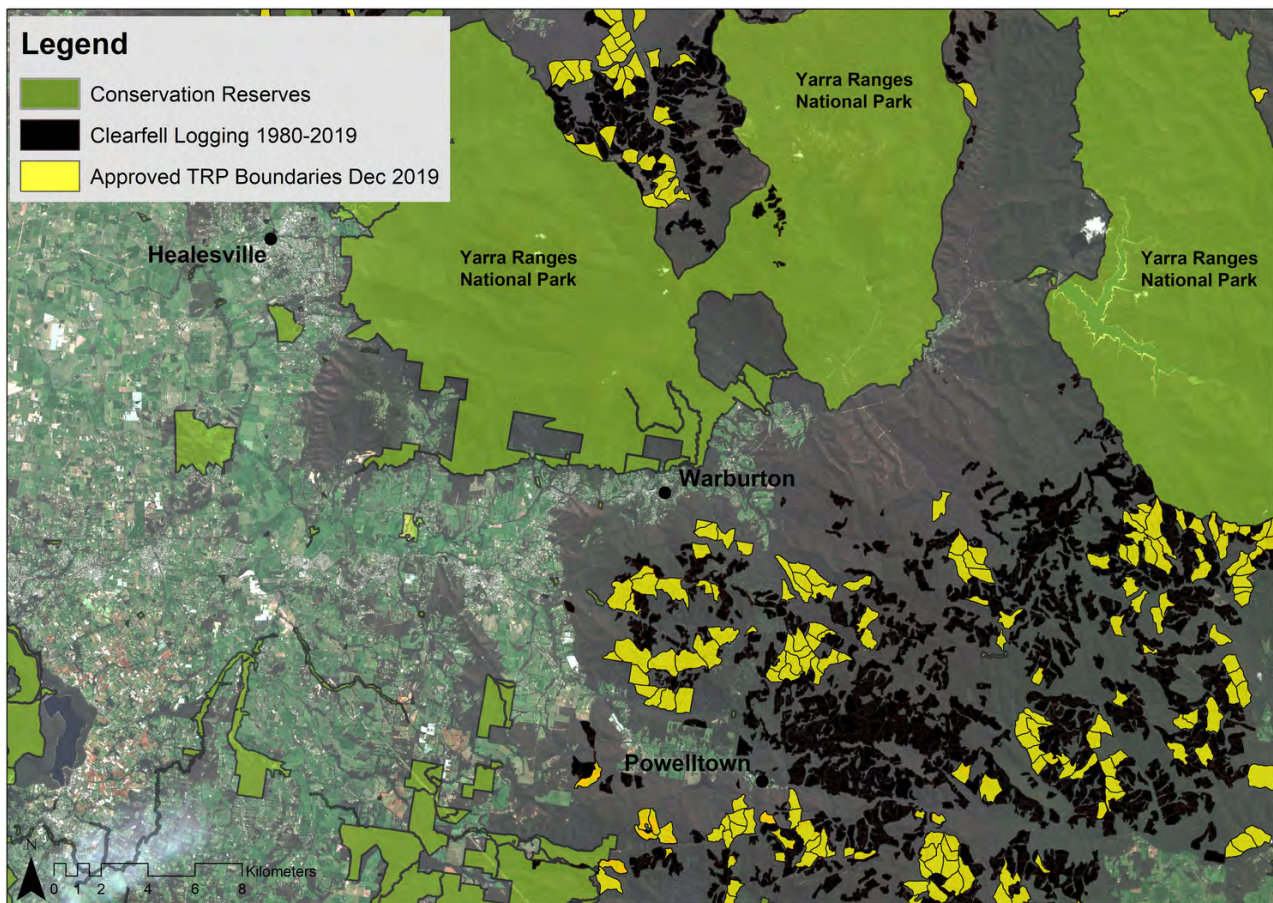 Legend
Conservation Reserves
Clearfell Logging 1980-2019
Approved TRP Boundaries Dec 2019
Yarra Ranges
National Park
Yarra Ranges
National Park
Yarra Ranges
National Park
Healesville
Warburton
Powelltown
N
Kilometers
0 1 2 4 6 8